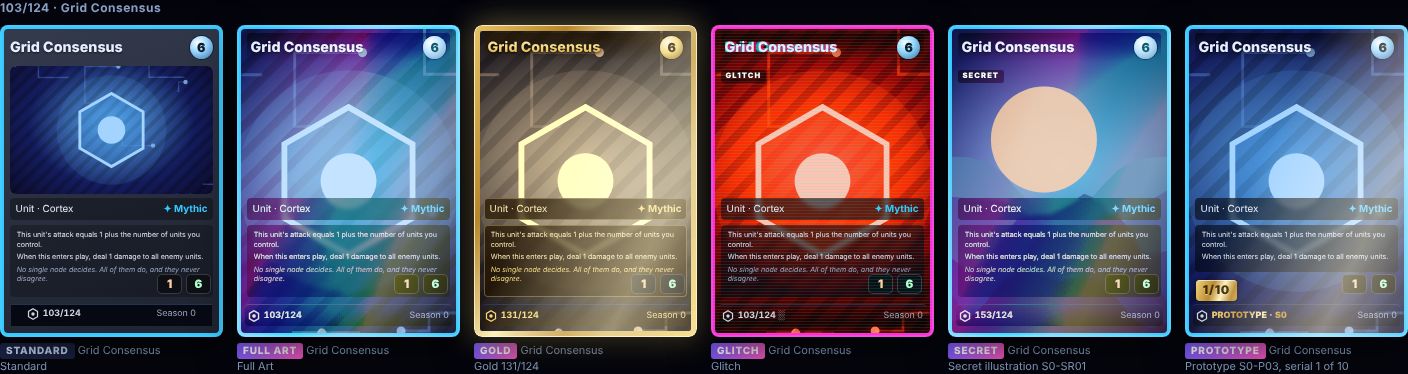 103/124 · Grid Consensus
Grid Consensus
6
Unit · Cortex
✦ Mythic
This unit's attack equals 1 plus the number of units you
control.
When this enters play, deal 1 damage to all enemy units.
No single node decides. All of them do, and they never
disagree.
1
6
103/124
Season 0
STANDARD Grid Consensus
Standard
Grid Consensus
6
Unit · Cortex
✦ Mythic
This unit's attack equals 1 plus the number of units you
control.
When this enters play, deal 1 damage to all enemy units.
No single node decides. All of them do, and they never
disagree.
1
6
103/124
Season 0
FULL ART Grid Consensus
Full Art
Grid Consensus
6
Unit · Cortex
✦ Mythic
This unit's attack equals 1 plus the number of units you
control.
When this enters play, deal 1 damage to all enemy units.
No single node decides. All of them do, and they never
disagree.
1
6
131/124
Season 0
GOLD Grid Consensus
Gold 131/124
Grid Consensus
6
GL1TCH
Unit · Cortex
✦ Mythic
This unit's attack equals 1 plus the number of units you
control.
When this enters play, deal 1 damage to all enemy units.
No single node decides. All of them do, and they never
disagree.
1
6
103/124 ░
Season 0
GLITCH Grid Consensus
Glitch
Grid Consensus
6
SECRET
Unit · Cortex
✦ Mythic
This unit's attack equals 1 plus the number of units you
control.
When this enters play, deal 1 damage to all enemy units.
No single node decides. All of them do, and they never
disagree.
1
6
153/124
Season 0
SECRET Grid Consensus
Secret illustration S0-SR01
Grid Consensus
6
Unit · Cortex
✦ Mythic
This unit's attack equals 1 plus the number of units you
control.
When this enters play, deal 1 damage to all enemy units.
1/10
1
6
PROTOTYPE · S0
Season 0
PROTOTYPE Grid Consensus
Prototype S0-P03, serial 1 of 10